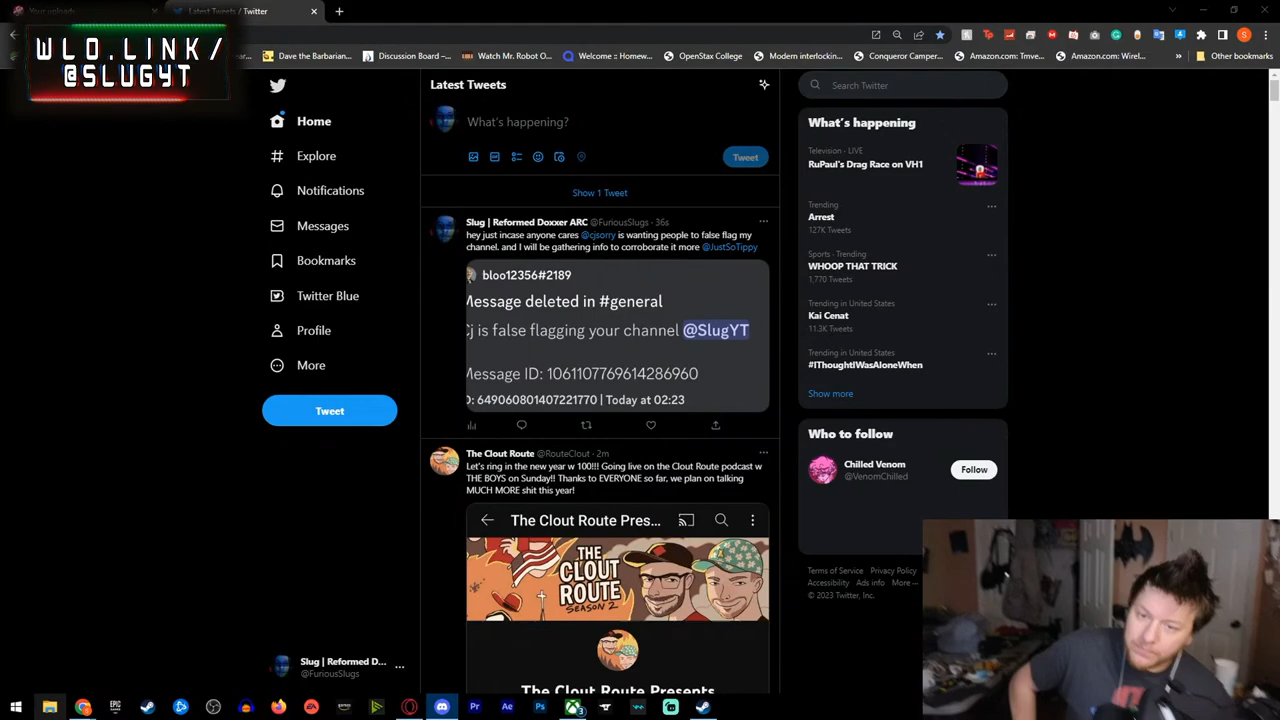 Your uploads
Latest Tweets / Twitter
WLO.LINK/
@SLUGYT
Dave the Barbarian...
Discussion Board –...
Watch Mr. Robot O...
Welcome :: Homew...
OpenStax College
Modern interlockin...
Conqueror Camper...
Amazon.com: Tmve...
Amazon.com: Wirel...
Other bookmarks
Home
Explore
Notifications
Messages
Bookmarks
Twitter Blue
Profile
More
Tweet
Slug | Reformed D...
@FuriousSlugs
Latest Tweets
What's happening?
Tweet
Show 1 Tweet
Slug | Reformed Doxxer ARC @FuriousSlugs · 36s
hey just incase anyone cares @cjsorry is wanting people to false flag my
channel. and I will be gathering info to corroborate it more @JustSoTippy
bloo12356#2189
Message deleted in #general
Cj is false flagging your channel @SlugYT
Message ID: 1061107769614286960
D: 649060801407221770 | Today at 02:23
The Clout Route @RouteClout · 2m
Let's ring in the new year w 100!!! Going live on the Clout Route podcast w
THE BOYS on Sunday!! Thanks to EVERYONE so far, we plan on talking
MUCH MORE shit this year!
The Clout Route Pres...
THE
CLOUT
ROUTE
SEASON 2
The Clout Route Presents
Search Twitter
What's happening
Television · LIVE
RuPaul's Drag Race on VH1
Trending
Arrest
127K Tweets
Sports · Trending
WHOOP THAT TRICK
1,770 Tweets
Trending in United States
Kai Cenat
11.3K Tweets
Trending in United States
#IThoughtIWasAloneWhen
Show more
Who to follow
Chilled Venom
@VenomChilled
Follow
Terms of Service Privacy Policy
Accessibility Ads info More ···
© 2023 Twitter, Inc.